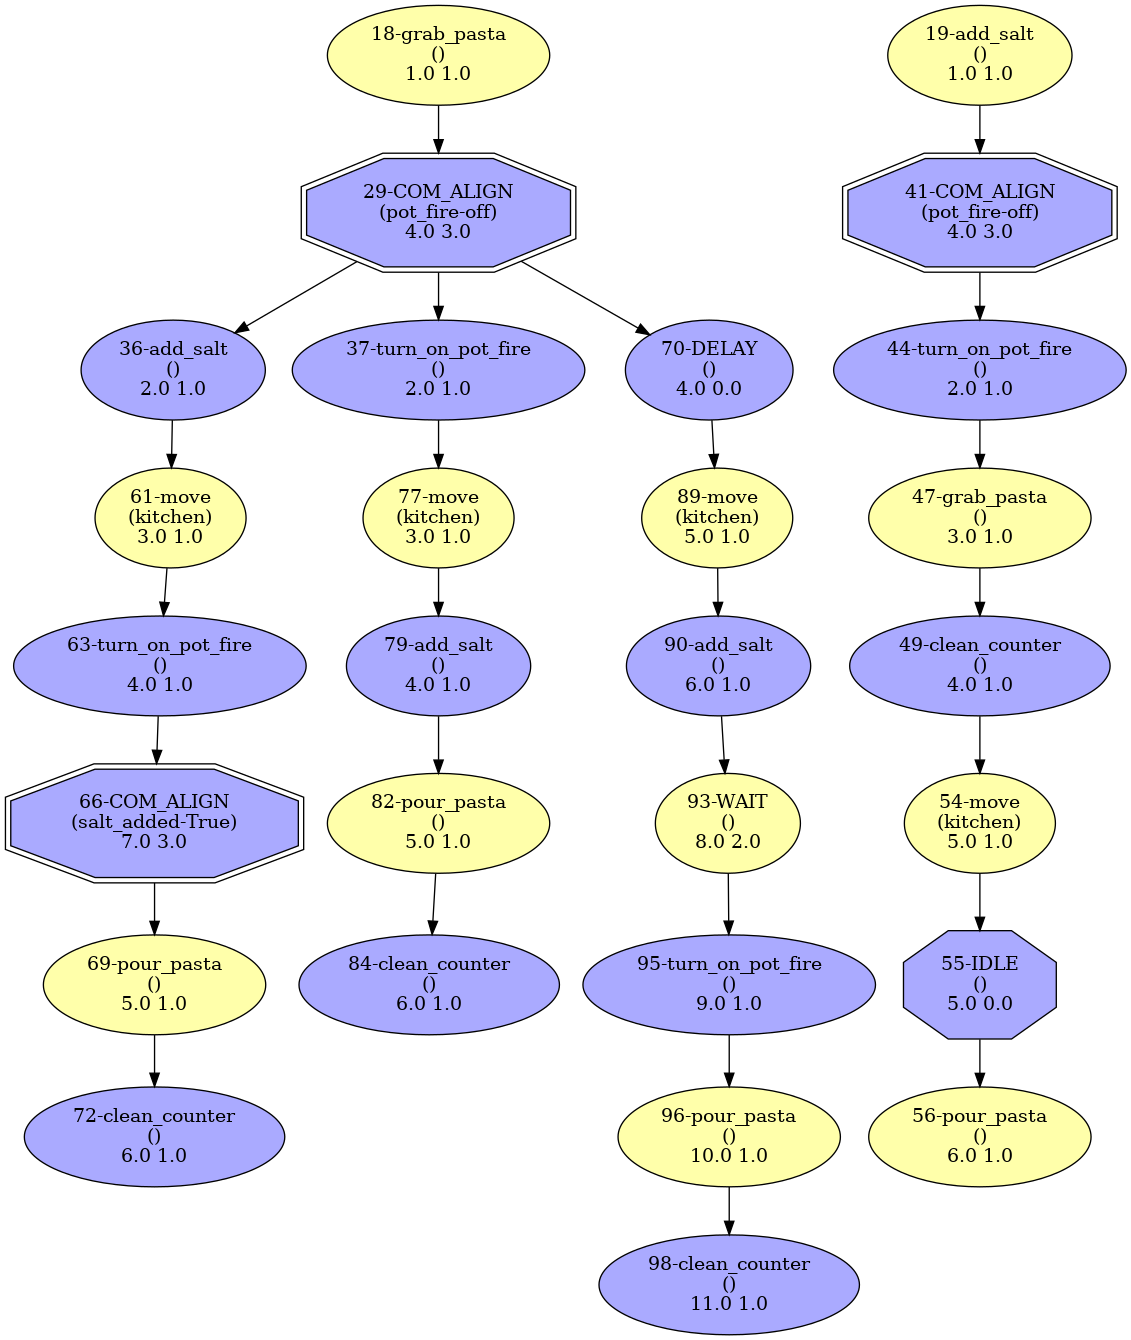 18-grab_pasta
()
1.0 1.0
19-add_salt
()
1.0 1.0
29-COM_ALIGN
(pot_fire-off)
4.0 3.0
41-COM_ALIGN
(pot_fire-off)
4.0 3.0
36-add_salt
()
2.0 1.0
37-turn_on_pot_fire
()
2.0 1.0
70-DELAY
()
4.0 0.0
44-turn_on_pot_fire
()
2.0 1.0
61-move
(kitchen)
3.0 1.0
77-move
(kitchen)
3.0 1.0
89-move
(kitchen)
5.0 1.0
47-grab_pasta
()
3.0 1.0
63-turn_on_pot_fire
()
4.0 1.0
79-add_salt
()
4.0 1.0
90-add_salt
()
6.0 1.0
49-clean_counter
()
4.0 1.0
66-COM_ALIGN
(salt_added-True)
7.0 3.0
82-pour_pasta
()
5.0 1.0
93-WAIT
()
8.0 2.0
54-move
(kitchen)
5.0 1.0
69-pour_pasta
()
5.0 1.0
84-clean_counter
()
6.0 1.0
95-turn_on_pot_fire
()
9.0 1.0
55-IDLE
()
5.0 0.0
72-clean_counter
()
6.0 1.0
96-pour_pasta
()
10.0 1.0
56-pour_pasta
()
6.0 1.0
98-clean_counter
()
11.0 1.0